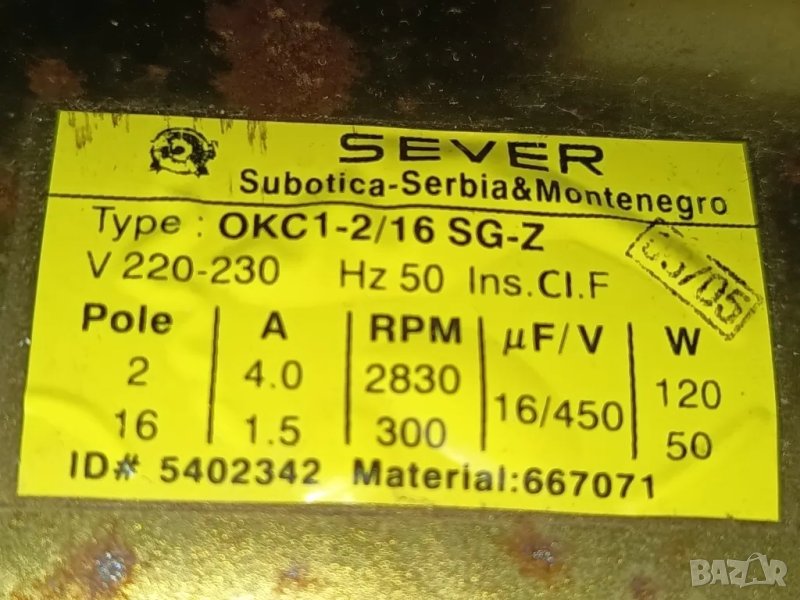 SEVER
Subotica-Serbia&Montenegro
Type : OKC1-2/16 SG-Z
V 220-230 Hz 50 Ins.Cl.F
Pole A RPM µF/V W
2 4.0 2830 16/450 120
16 1.5 300 50
ID# 5402342 Material:667071
BAZAR